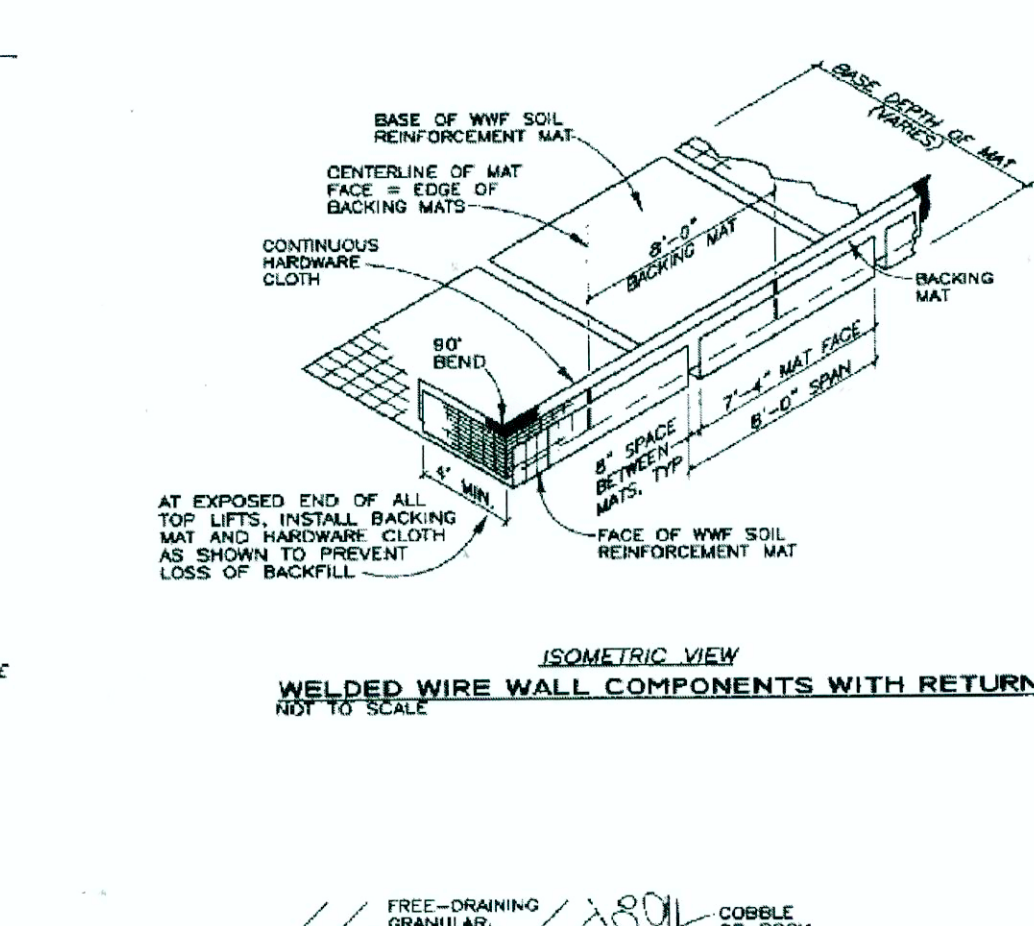 BASE DEPTH OF MAT
(VARIES)
BASE OF WWF SOIL
REINFORCEMENT MAT
CENTERLINE OF MAT
FACE = EDGE OF
BACKING MATS
8'-0"
BACKING MAT
CONTINUOUS
HARDWARE
CLOTH
BACKING
MAT
90°
BEND
7'-4" MAT FACE
8'-0" SPAN
8" SPACE
BETWEEN
MATS, TYP
4' MIN.
AT EXPOSED END OF ALL
TOP LIFTS, INSTALL BACKING
MAT AND HARDWARE CLOTH
AS SHOWN TO PREVENT
LOSS OF BACKFILL
FACE OF WWF SOIL
REINFORCEMENT MAT
E
ISOMETRIC VIEW
WELDED WIRE WALL COMPONENTS WITH RETURN
NOT TO SCALE
FREE-DRAINING
GRANULAR
COBBLE